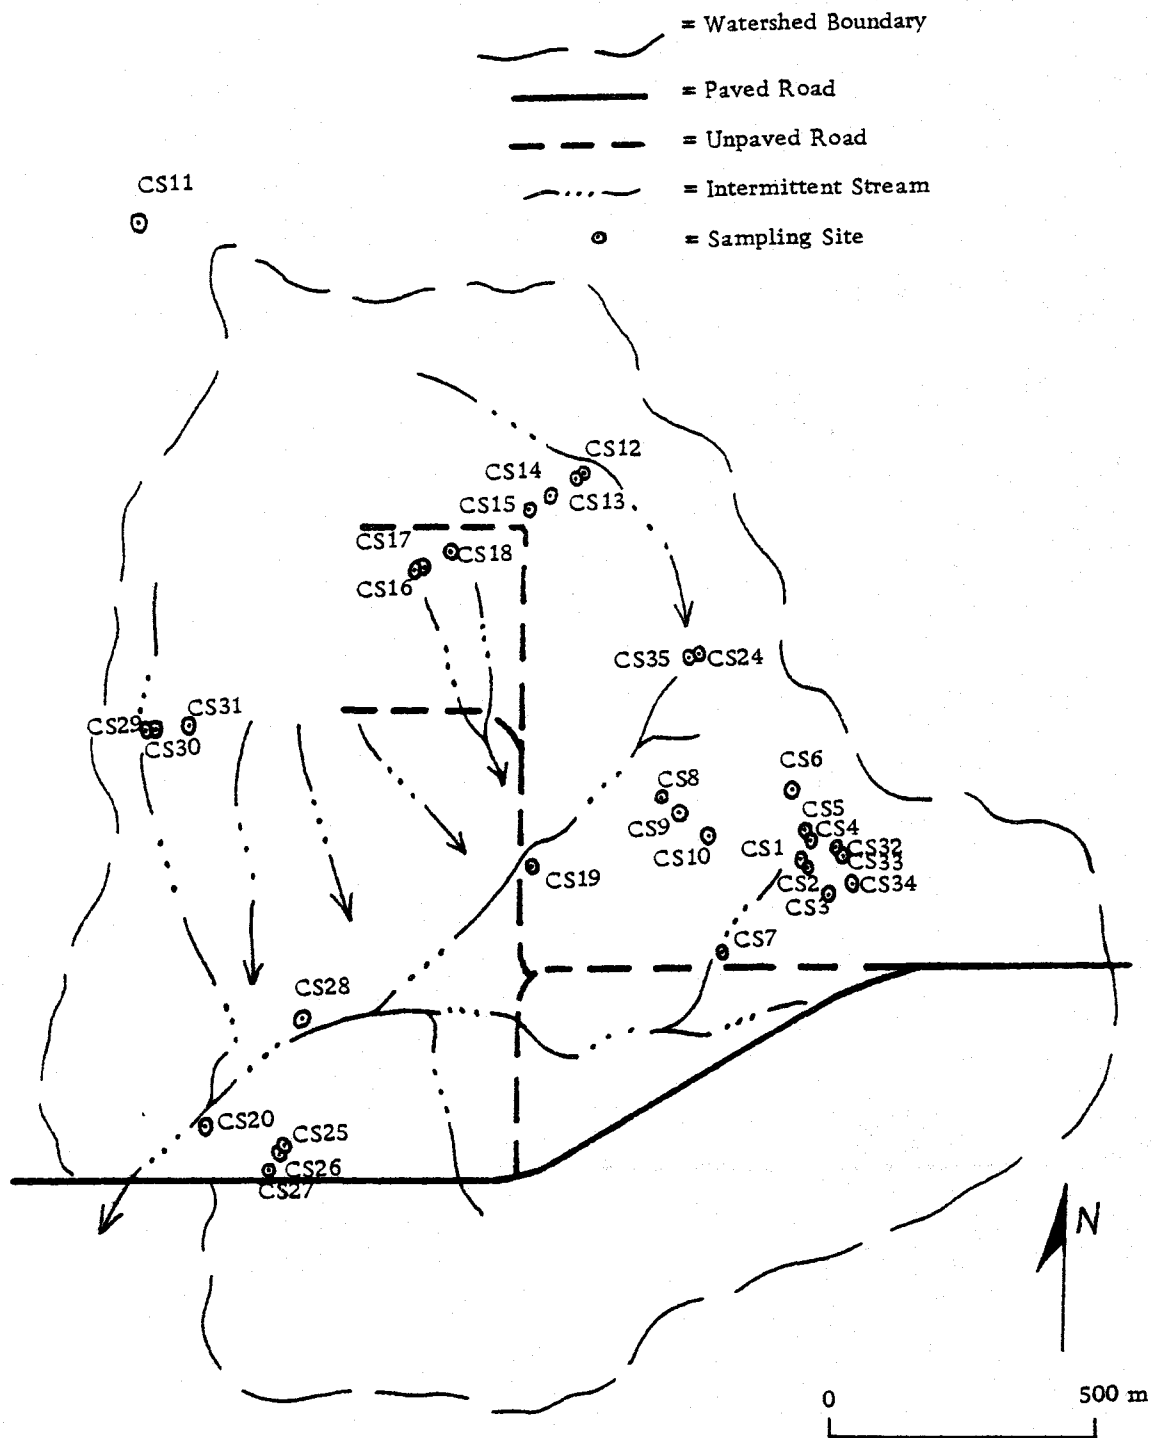 = Watershed Boundary
= Paved Road
= Unpaved Road
= Intermittent Stream
= Sampling Site
CS11
CS12
CS14
CS13
CS15
CS17
CS18
CS16
CS35
CS24
CS31
CS29
CS30
CS6
CS8
CS5
CS9
CS4
CS1
CS32
CS10
CS33
CS19
CS2
CS34
CS3
CS7
CS28
CS20
CS25
CS26
CS27
N
0
500 m